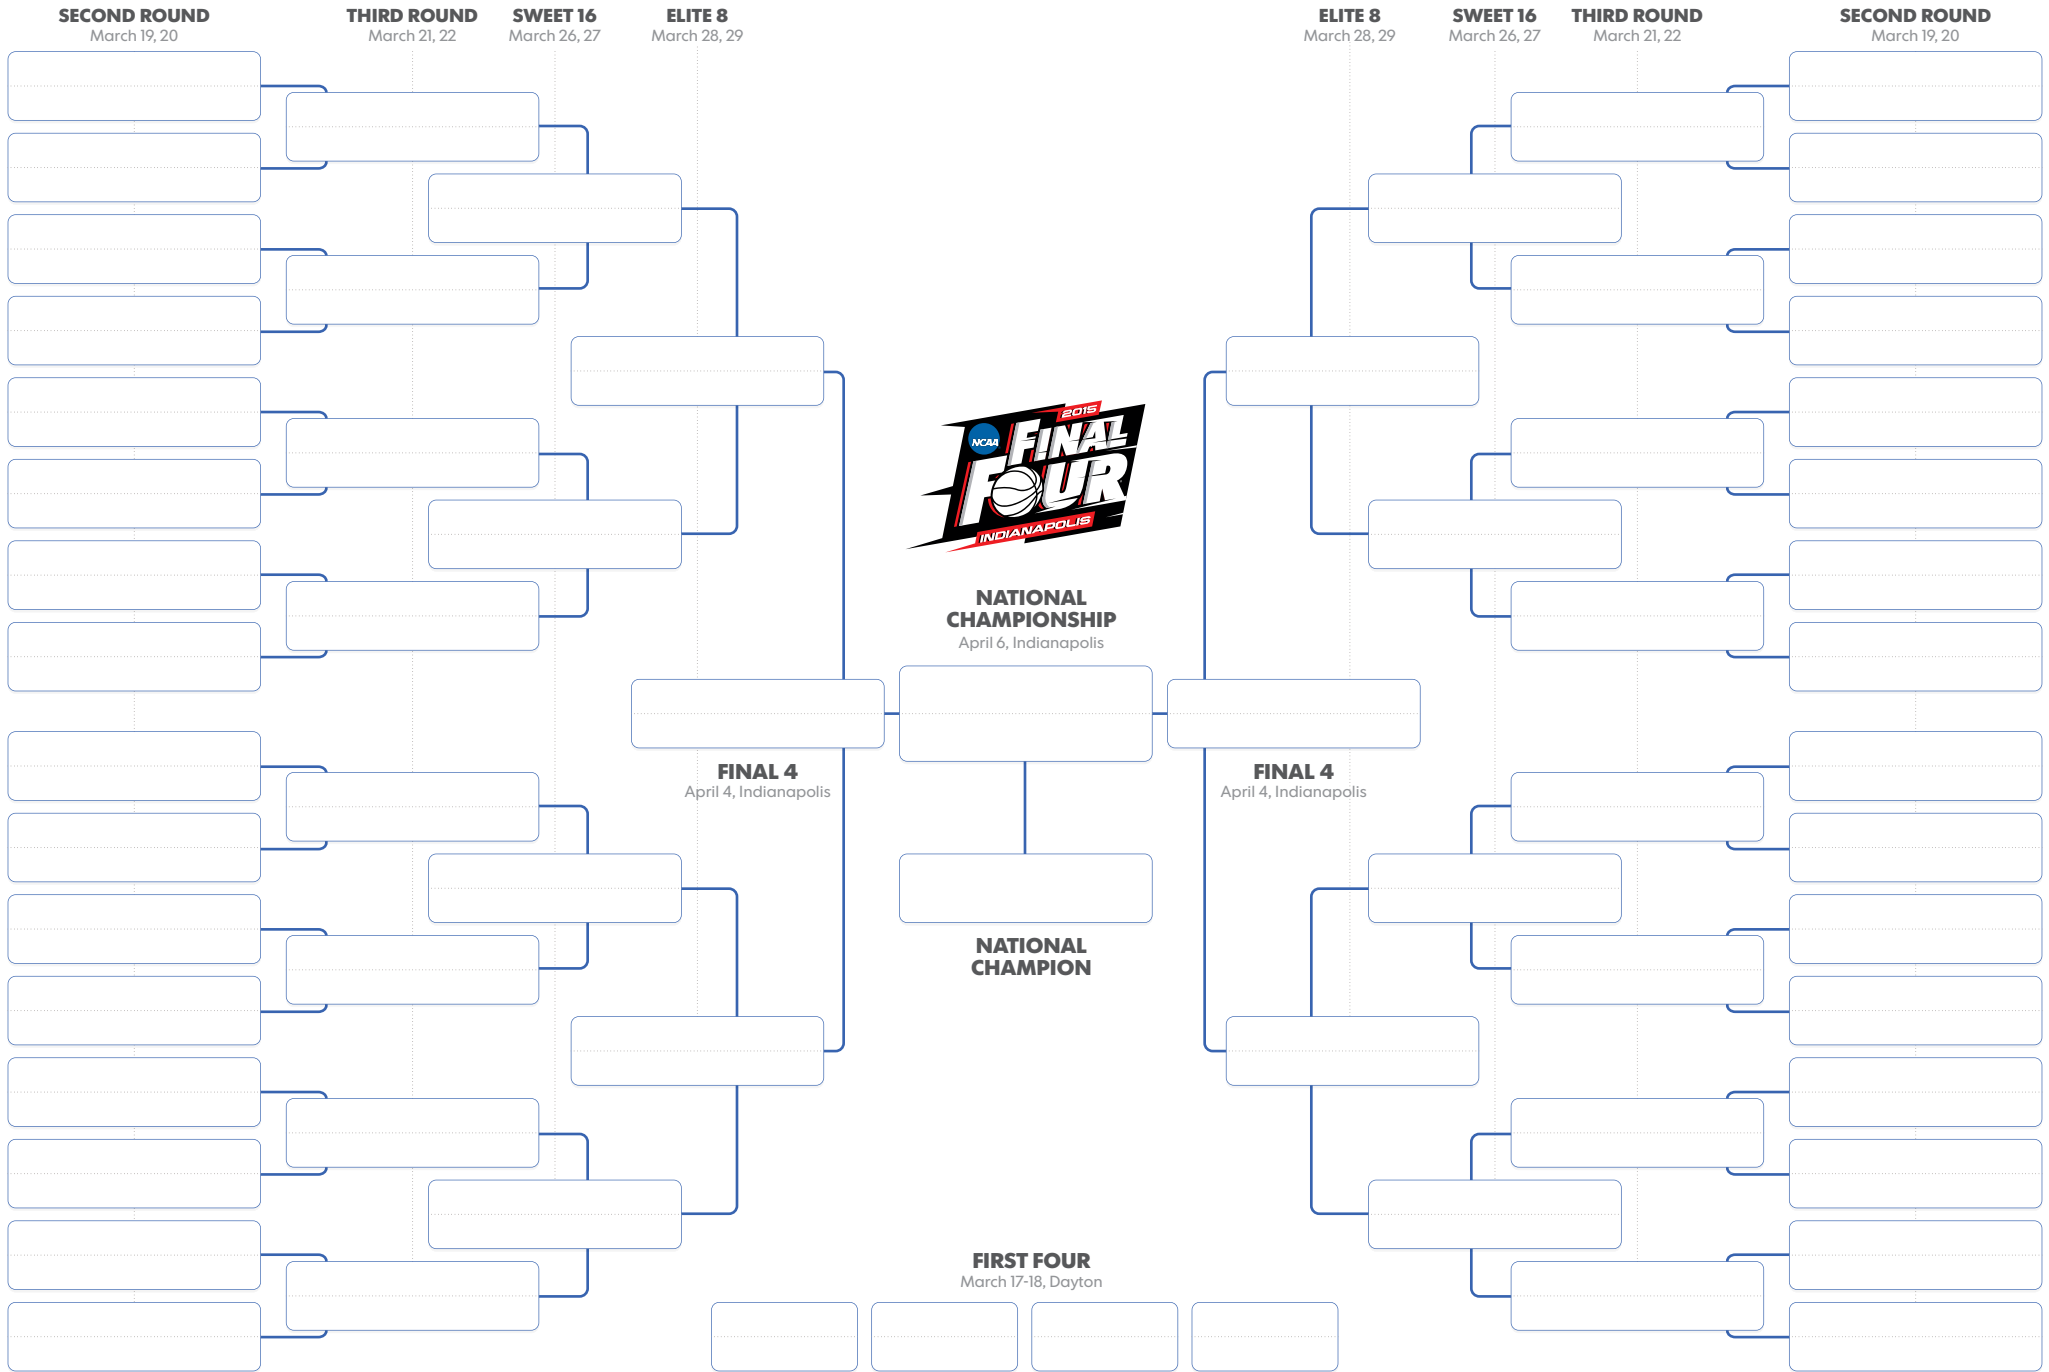 SECOND ROUND
March 19, 20
THIRD ROUND
March 21, 22
SWEET 16
March 26, 27
ELITE 8
March 28, 29
ELITE 8
March 28, 29
SWEET 16
March 26, 27
THIRD ROUND
March 21, 22
SECOND ROUND
March 19, 20
2015
NCAA
FINAL
FOUR
INDIANAPOLIS
NATIONAL
CHAMPIONSHIP
April 6, Indianapolis
FINAL 4
April 4, Indianapolis
FINAL 4
April 4, Indianapolis
NATIONAL
CHAMPION
FIRST FOUR
March 17-18, Dayton